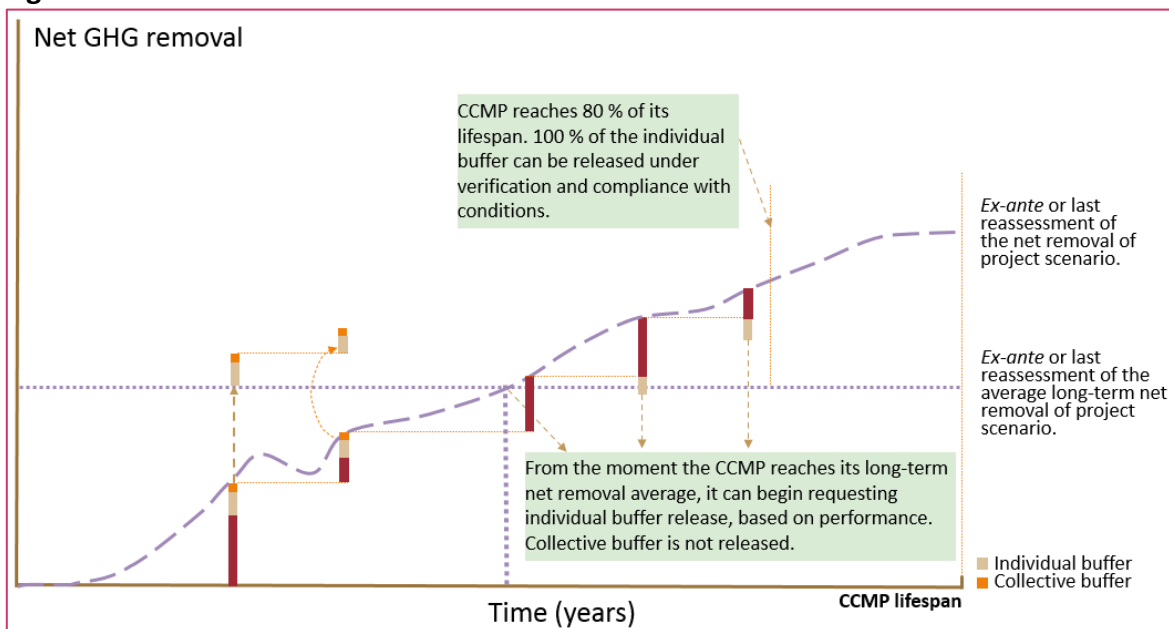 Net GHG removal
CCMP reaches 80 % of its
lifespan. 100 % of the individual
buffer can be released under
verification and compliance with
conditions.
Ex-ante or last
reassessment of
the net removal of
project scenario.
Ex-ante or last
reassessment of the
average long-term net
removal of project
scenario.
From the moment the CCMP reaches its long-term
net removal average, it can begin requesting
individual buffer release, based on performance.
Collective buffer is not released.
Individual buffer
Collective buffer
CCMP lifespan
Time (years)